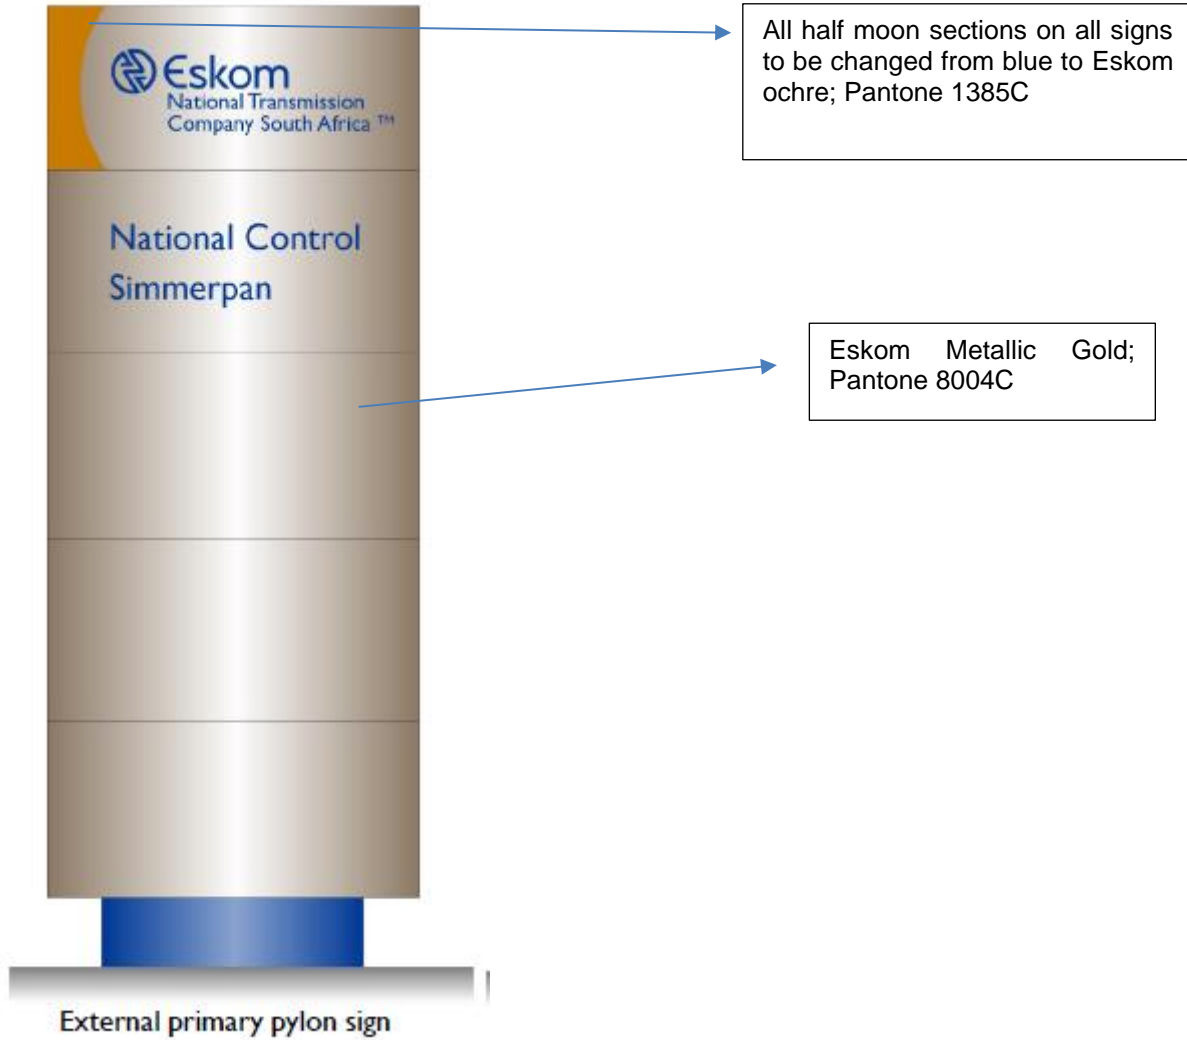 Eskom
National Transmission
Company South Africa ™
National Control
Simmerpan
All half moon sections on all signs
to be changed from blue to Eskom
ochre; Pantone 1385C
Eskom Metallic Gold;
Pantone 8004C
External primary pylon sign